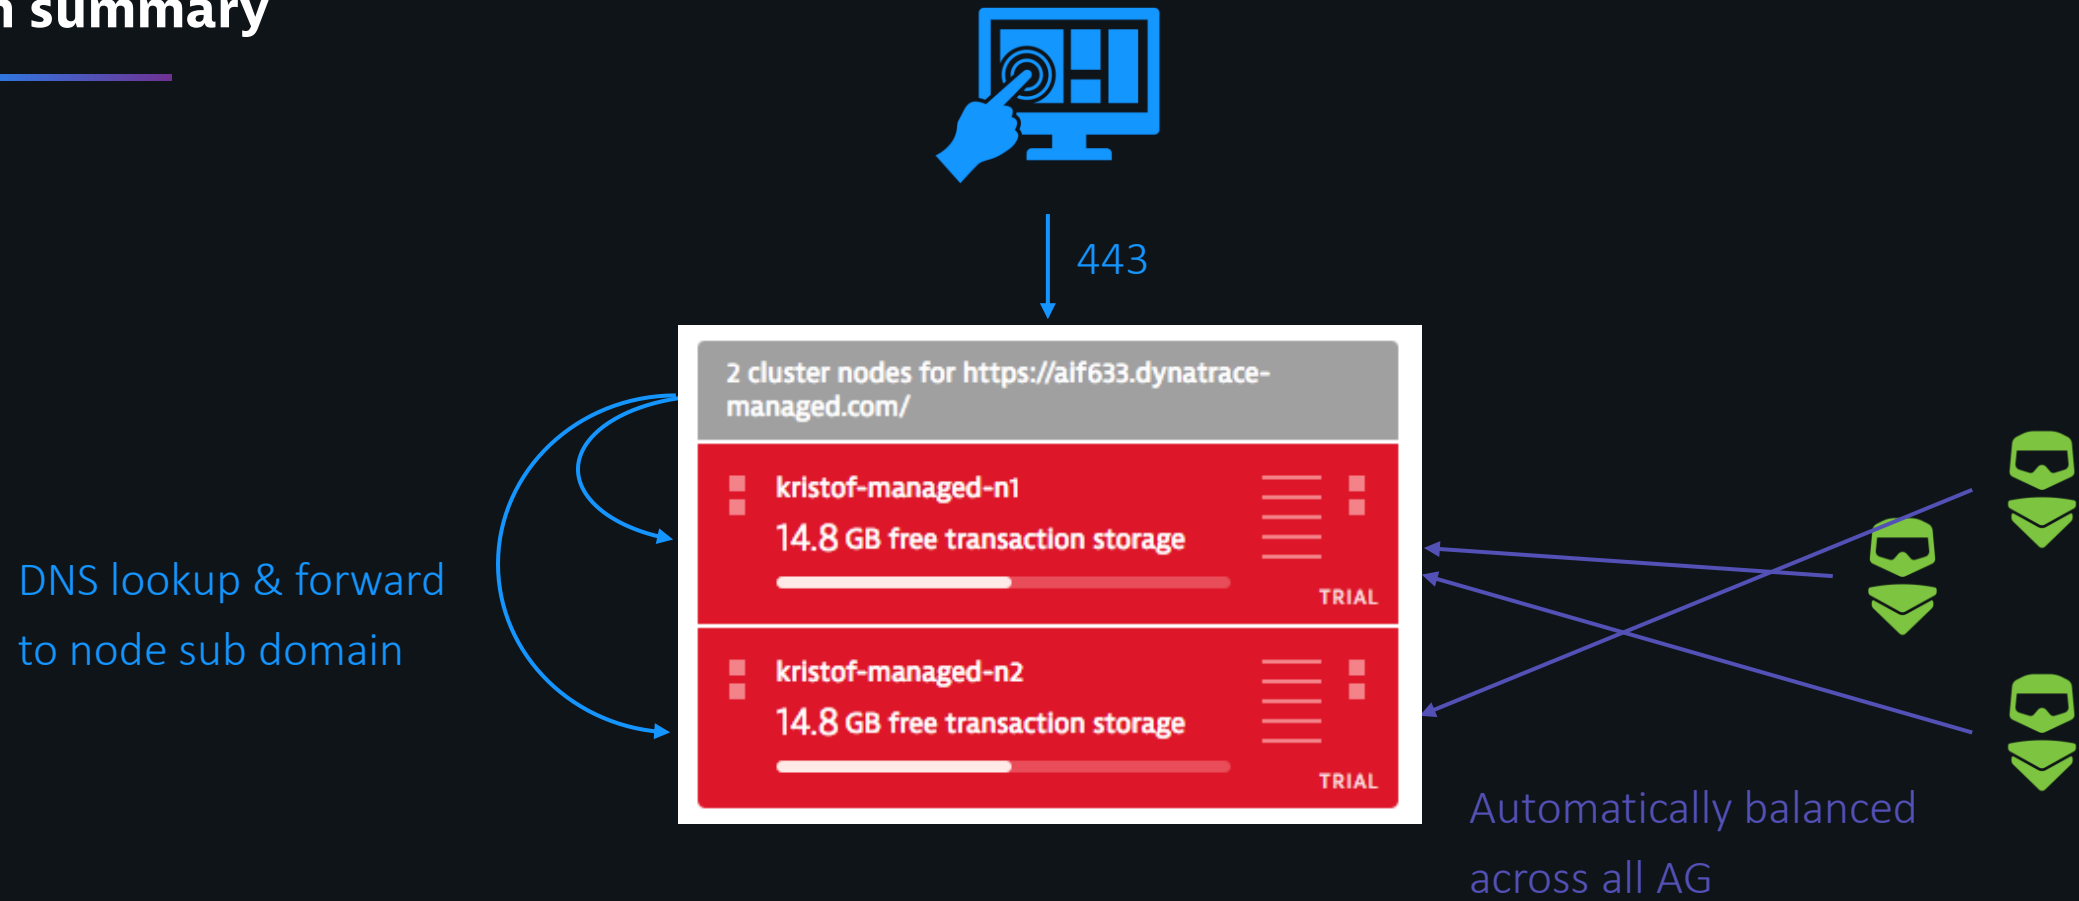 summary
443
2 cluster nodes for https://aif633.dynatrace-
managed.com/
kristof-managed-n1
14.8 GB free transaction storage
TRIAL
DNS lookup & forward
to node sub domain
kristof-managed-n2
14.8 GB free transaction storage
TRIAL
Automatically balanced
across all AG